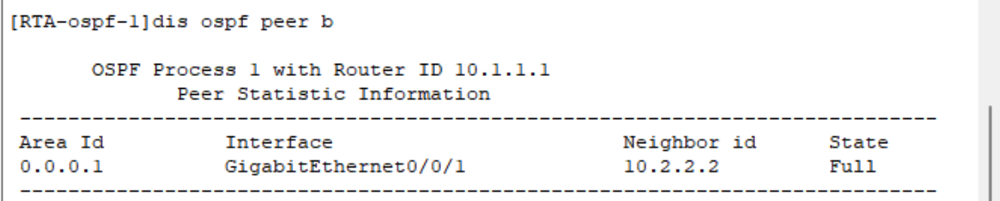 [RTA-ospf-1]dis ospf peer b
OSPF Process 1 with Router ID 10.1.1.1
Peer Statistic Information
----------------------------------------------------------------------------
Area Id Interface Neighbor id State
0.0.0.1 GigabitEthernet0/0/1 10.2.2.2 Full
----------------------------------------------------------------------------